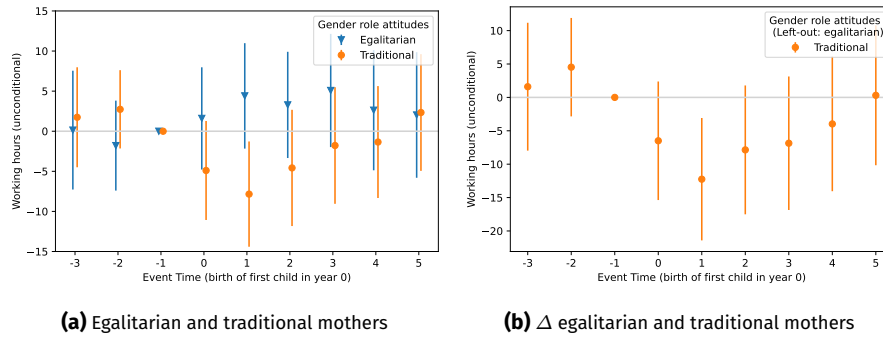 Working hours (unconditional)
15
10
5
0
−5
−10
−15
Gender role attitudes
Egalitarian
Traditional
-3 -2 -1 0 1 2 3 4 5
Event Time (birth of first child in year 0)
(a) Egalitarian and traditional mothers
Working hours (unconditional)
10
5
0
−5
−10
−15
−20
Gender role attitudes
(Left-out: egalitarian)
Traditional
-3 -2 -1 0 1 2 3 4 5
Event Time (birth of first child in year 0)
(b) Δ egalitarian and traditional mothers